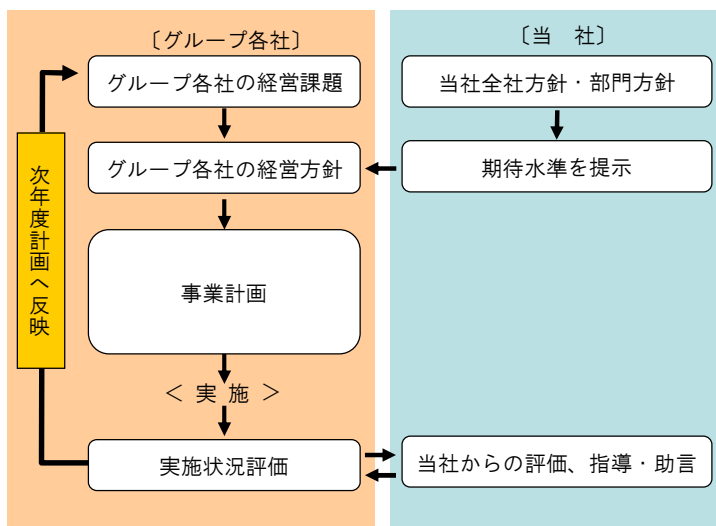 〔グループ各社〕
グループ各社の経営課題
グループ各社の経営方針
事業計画
＜ 実 施 ＞
実施状況評価
次年度計画へ反映
〔当　社〕
当社全社方針・部門方針
期待水準を提示
当社からの評価、指導・助言